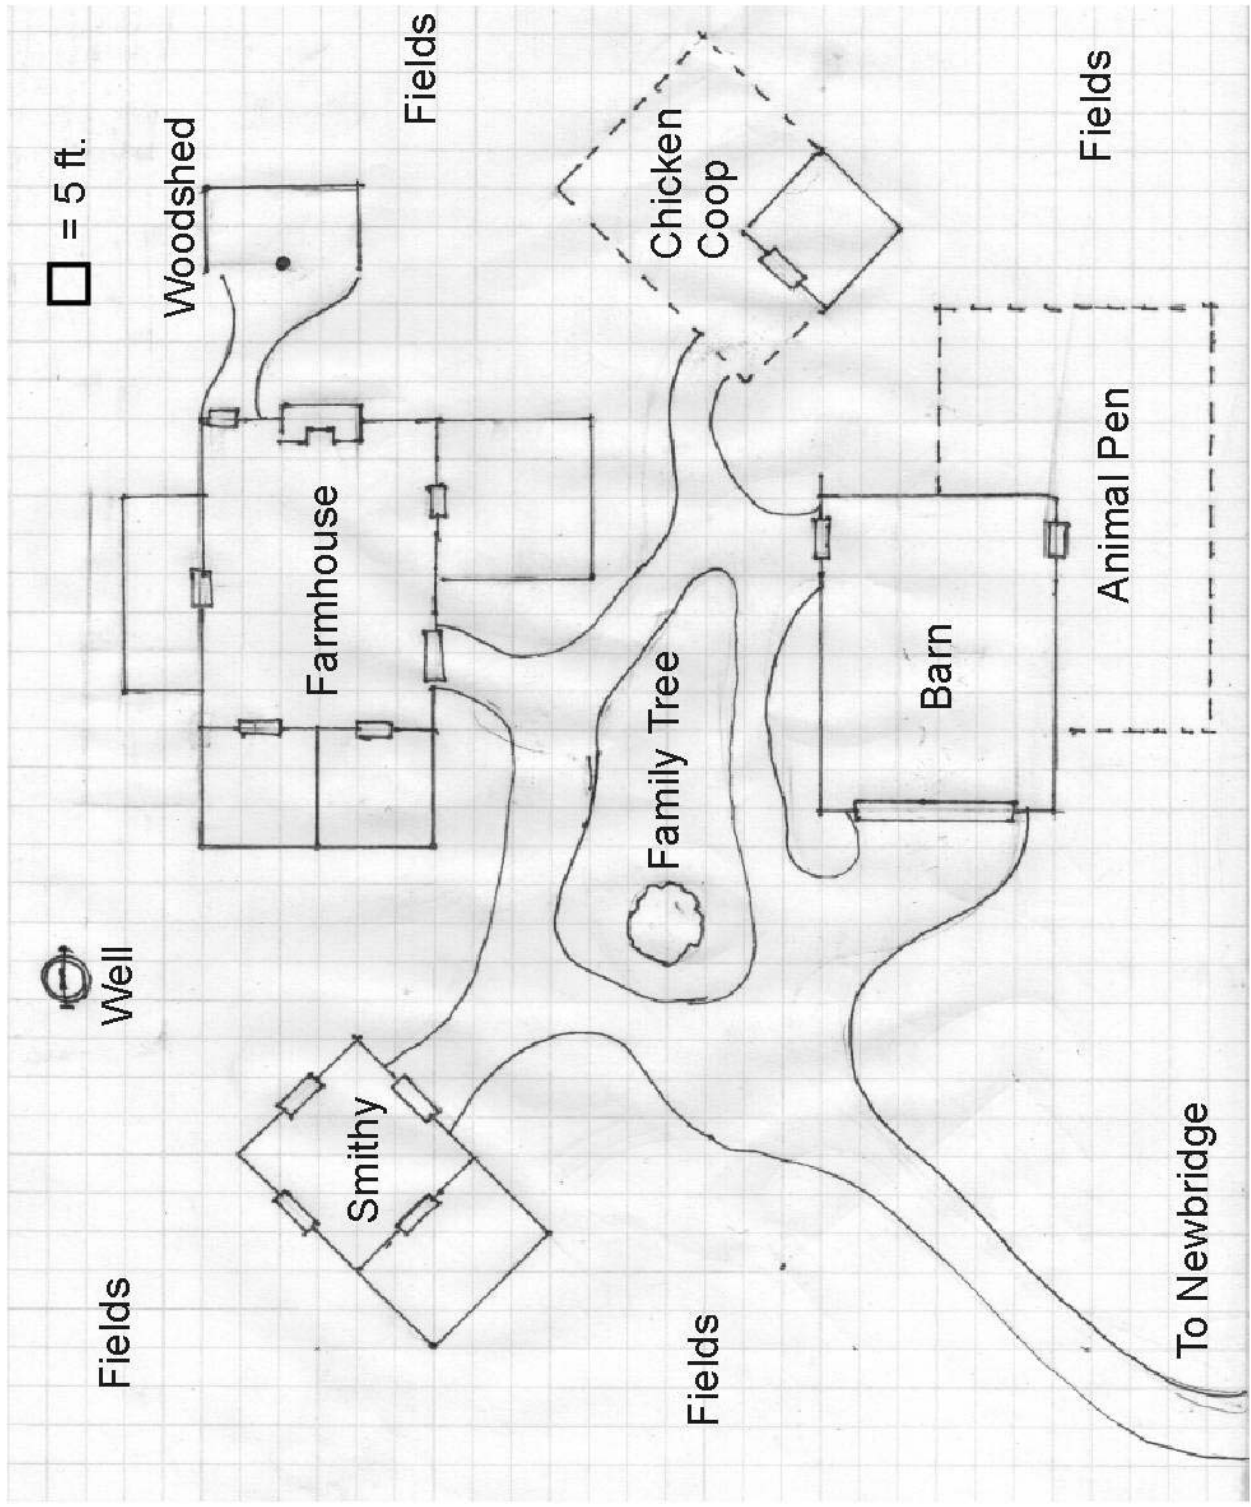 Fields
Well
Smithy
Fields
To Newbridge
Family Tree
Farmhouse
Barn
Animal Pen
Woodshed
□ = 5 ft.
Chicken
Coop
Fields
Fields